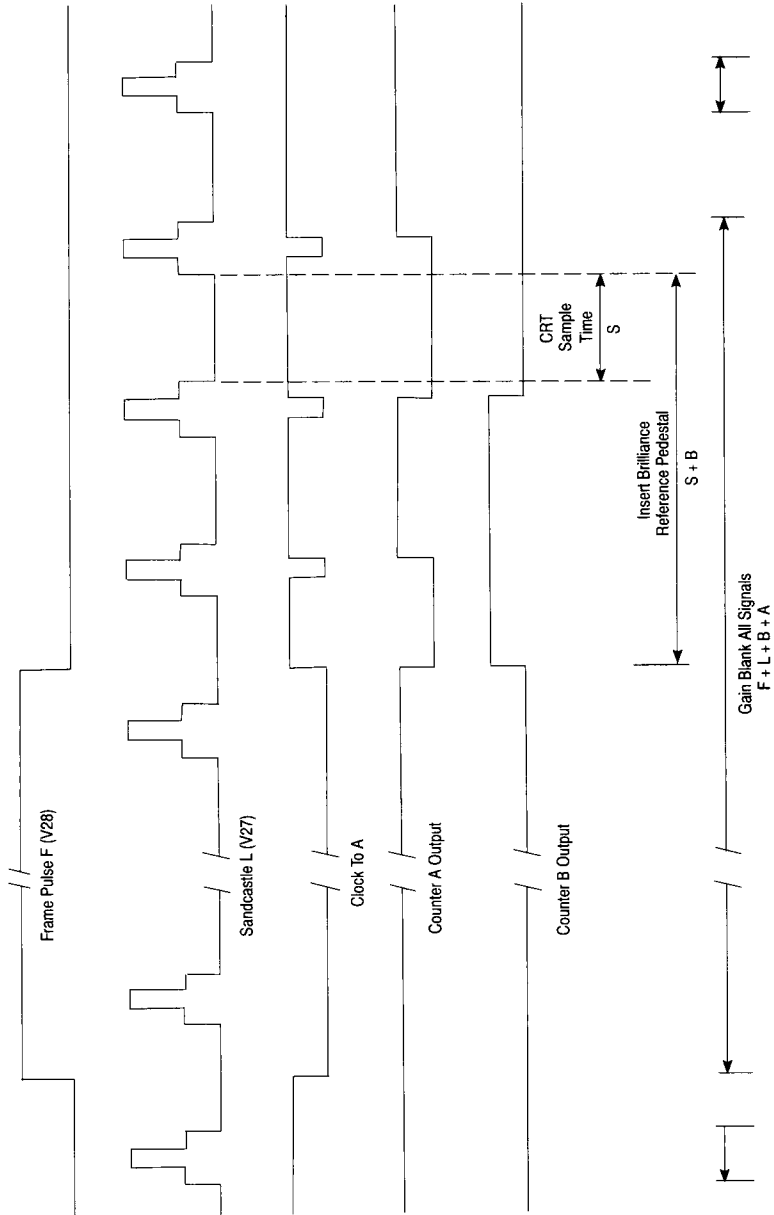 Frame Pulse F (V28)
Sandcastle L (V27)
Clock To A
Counter A Output
Counter B Output
CRT
Sample
Time
S
Insert Brilliance
Reference Pedestal
S + B
Gain Blank All Signals
F + L + B + A